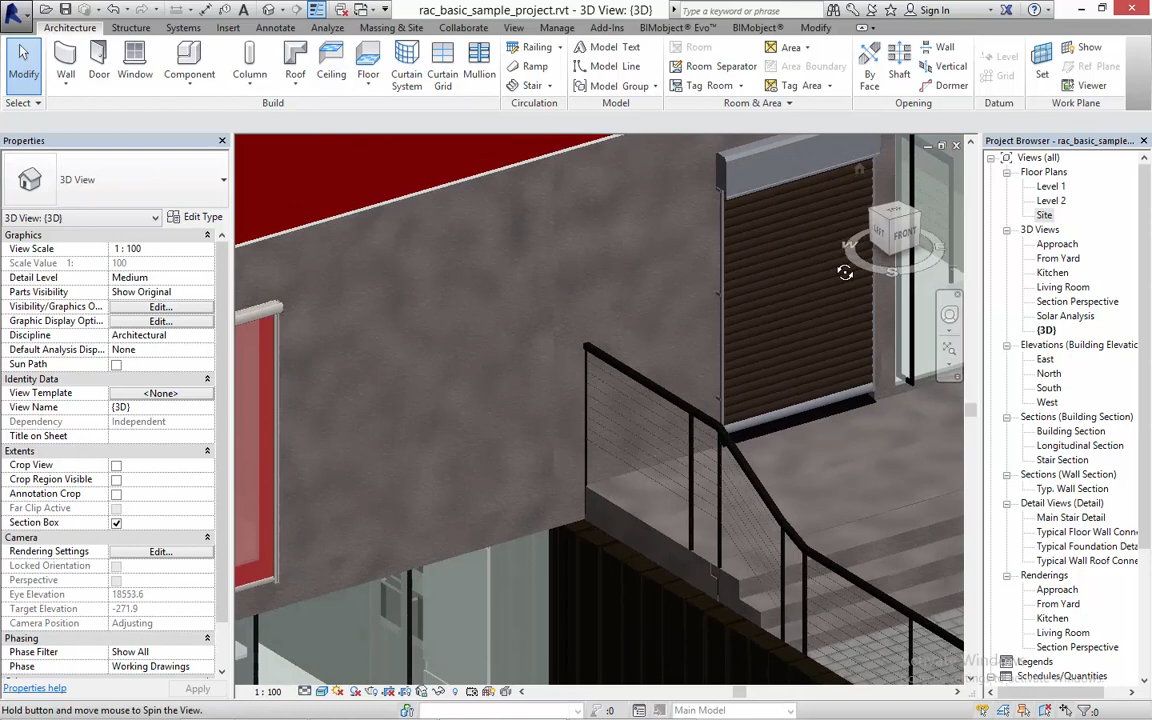 rac_basic_sample_project.rvt - 3D View: {3D}
Type a keyword or phrase
Sign In
Architecture Structure Systems Insert Annotate Analyze Massing & Site Collaborate View Manage Add-Ins BIMobject® Evo™ BIMobject® Modify
Modify Wall Door Window Component Column Roof Ceiling Floor Curtain System Curtain Grid Mullion
Railing Ramp Stair
Model Text Model Line Model Group
Room Room Separator Tag Room
Area Area Boundary Tag Area
By Face Shaft Wall Vertical Dormer
Level Grid
Set Show Ref Plane Viewer
Select Build Circulation Model Room & Area Opening Datum Work Plane
Properties
3D View
3D View: {3D} Edit Type
Graphics
View Scale 1 : 100
Scale Value 1: 100
Detail Level Medium
Parts Visibility Show Original
Visibility/Graphics O... Edit...
Graphic Display Opti... Edit...
Discipline Architectural
Default Analysis Disp... None
Sun Path
Identity Data
View Template <None>
View Name {3D}
Dependency Independent
Title on Sheet
Extents
Crop View
Crop Region Visible
Annotation Crop
Far Clip Active
Section Box
Camera
Rendering Settings Edit...
Locked Orientation
Perspective
Eye Elevation 18553.6
Target Elevation -271.9
Camera Position Adjusting
Phasing
Phase Filter Show All
Phase Working Drawings
Properties help Apply
LEFT FRONT
W S
1 : 100
Project Browser - rac_basic_sample...
Views (all)
Floor Plans
Level 1
Level 2
Site
3D Views
Approach
From Yard
Kitchen
Living Room
Section Perspective
Solar Analysis
{3D}
Elevations (Building Elevatio
East
North
South
West
Sections (Building Section)
Building Section
Longitudinal Section
Stair Section
Sections (Wall Section)
Typ. Wall Section
Detail Views (Detail)
Main Stair Detail
Typical Floor Wall Conne
Typical Foundation Deta
Typical Wall Roof Conne
Renderings
Approach
From Yard
Kitchen
Living Room
Section Perspective
Legends
Schedules/Quantities
Hold button and move mouse to Spin the View.
:0
Main Model
:0